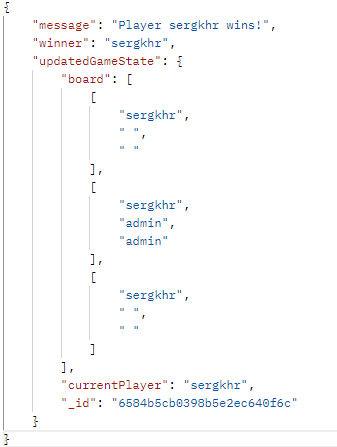 {
"message": "Player sergkhr wins!",
"winner": "sergkhr",
"updatedGameState": {
"board": [
[
"sergkhr",
" ",
" "
],
[
"sergkhr",
"admin",
"admin"
],
[
"sergkhr",
" ",
" "
]
],
"currentPlayer": "sergkhr",
"_id": "6584b5cb0398b5e2ec640f6c"
}
}